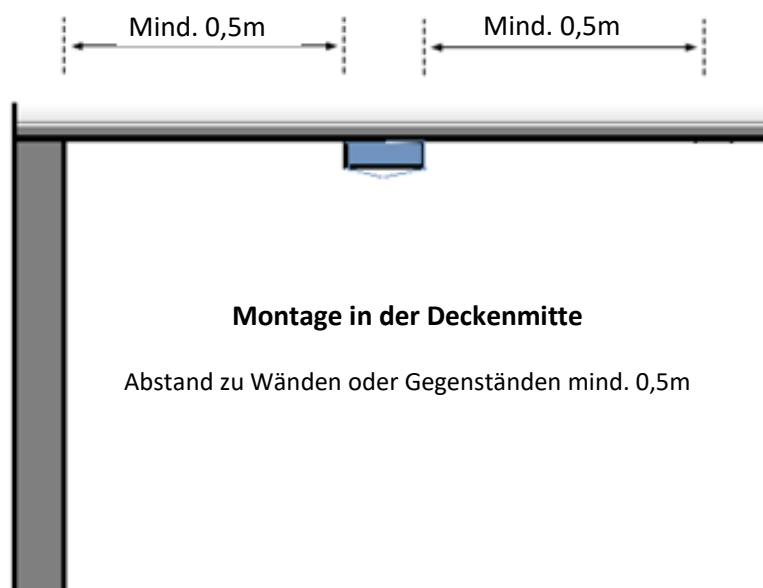 Mind. 0,5m
Mind. 0,5m
Montage in der Deckenmitte
Abstand zu Wänden oder Gegenständen mind. 0,5m